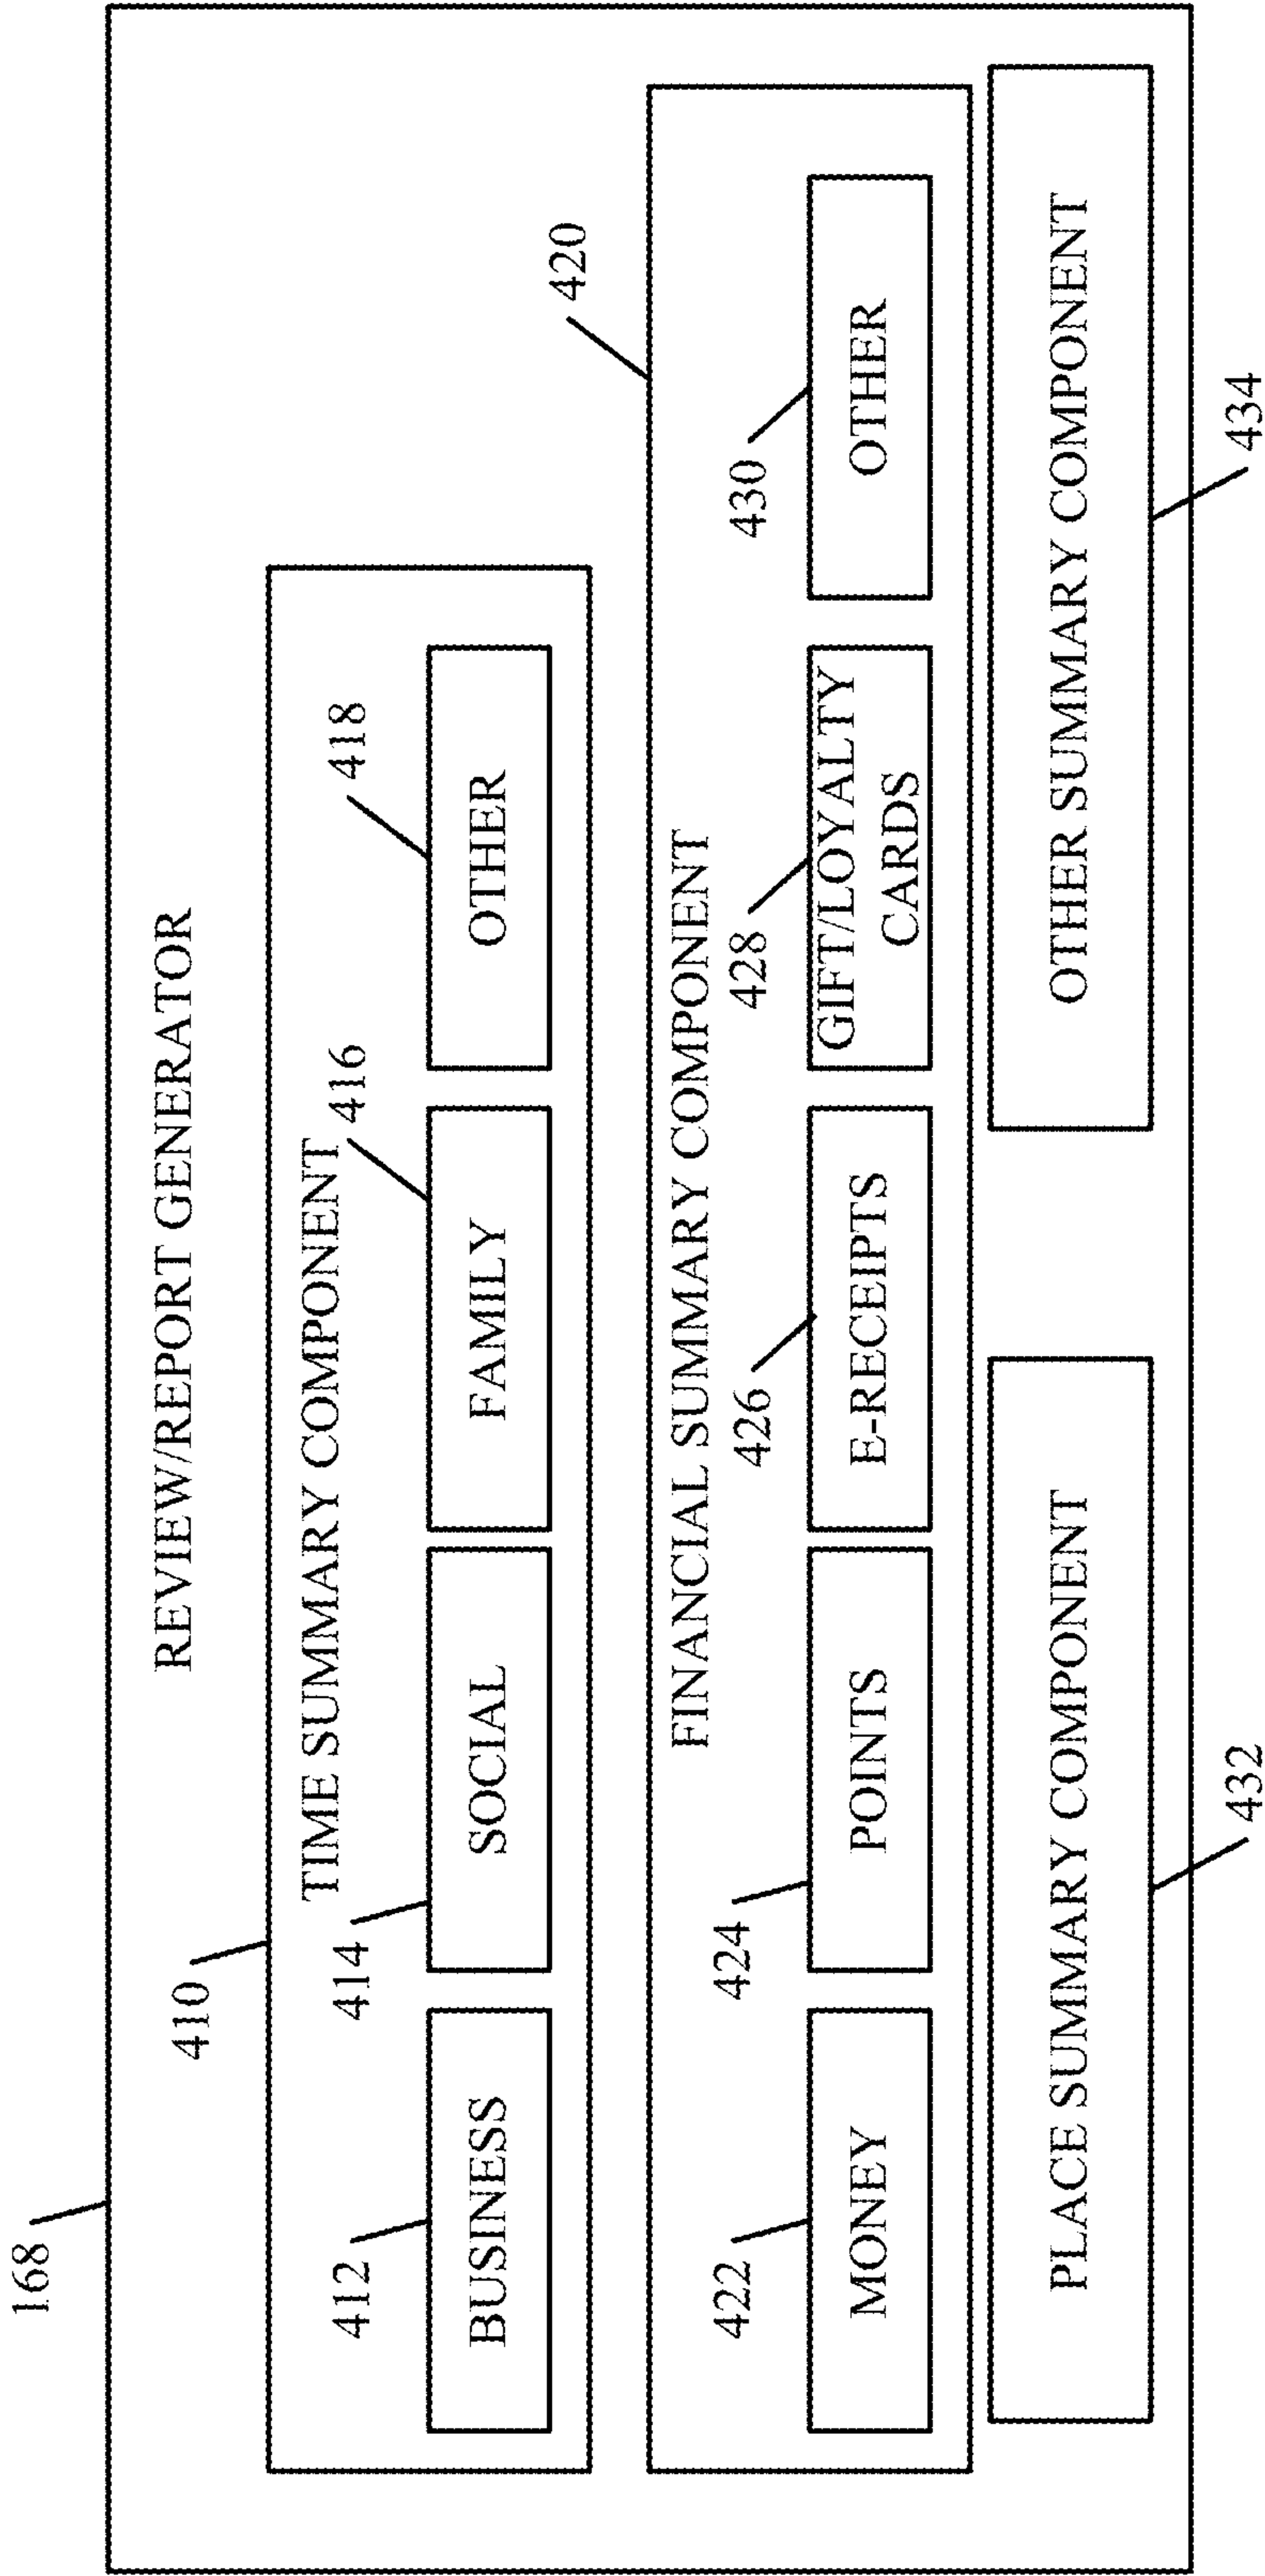 168
REVIEW/REPORT GENERATOR
410
TIME SUMMARY COMPONENT
412
414
416
418
BUSINESS
SOCIAL
FAMILY
OTHER
420
FINANCIAL SUMMARY COMPONENT
422
424
426
428
430
MONEY
POINTS
E-RECEIPTS
GIFT/LOYALTY
CARDS
OTHER
PLACE SUMMARY COMPONENT
OTHER SUMMARY COMPONENT
432
434